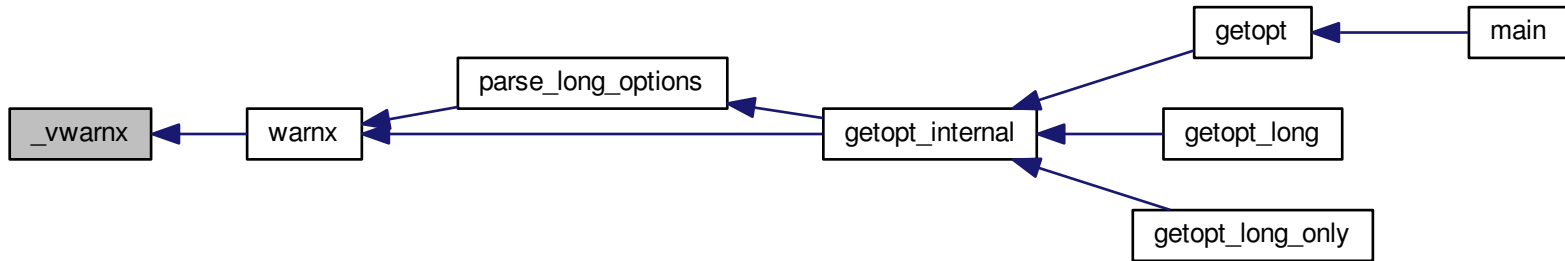 _vwarnx
warnx
parse_long_options
getopt_internal
getopt
main
getopt_long
getopt_long_only